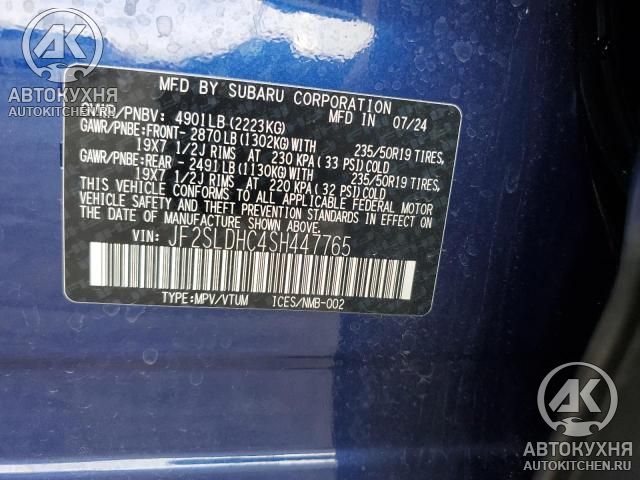 AK
АВТОКУХНЯ
AUTOKITCHEN.RU
MFD BY SUBARU CORPORATION
GWR/PNBV: 4901LB(2223KG) MFD IN 07/24
GAWR/PNBE:FRONT- 2870LB(1302KG)WITH 235/50R19 TIRES,
19X7 1/2J RIMS AT 230 KPA(33 PSI)COLD
GAWR/PNBE:REAR - 2491LB(1130KG)WITH 235/50R19 TIRES,
19X7 1/2J RIMS AT 220 KPA(32 PSI)COLD
THIS VEHICLE CONFORMS TO ALL APPLICABLE FEDERAL MOTOR
VEHICLE SAFETY AND THEFT PREVENTION STANDARDS IN EFFECT ON
THE DATE OF MANUFACTURE SHOWN ABOVE.
VIN: JF2SLDHC4SH447765
TYPE:MPV/VTUM ICES/NMB-002
AK
АВТОКУХНЯ
AUTOKITCHEN.RU